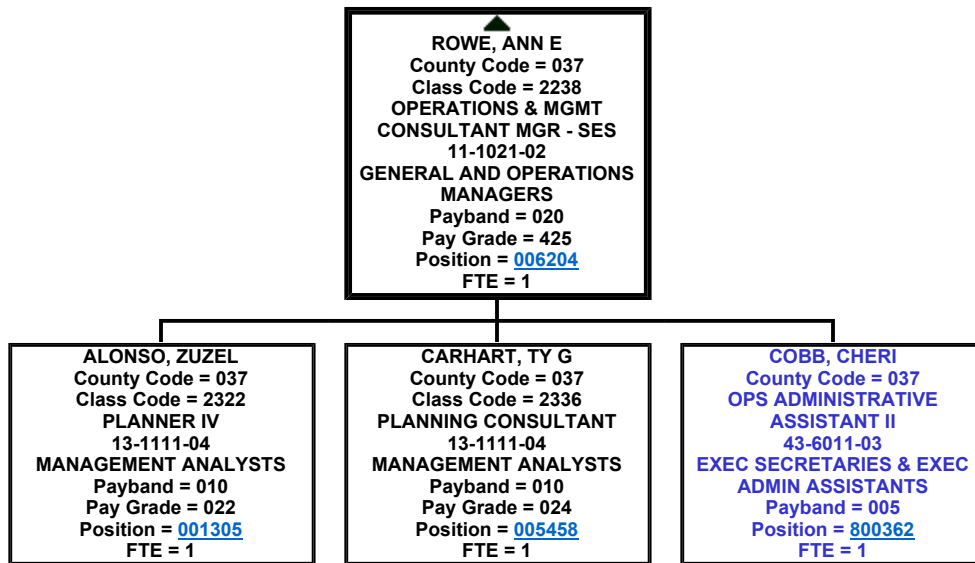 ROWE, ANN E
County Code = 037
Class Code = 2238
OPERATIONS & MGMT
CONSULTANT MGR - SES
11-1021-02
GENERAL AND OPERATIONS
MANAGERS
Payband = 020
Pay Grade = 425
Position = 006204
FTE = 1
ALONSO, ZUZEL
County Code = 037
Class Code = 2322
PLANNER IV
13-1111-04
MANAGEMENT ANALYSTS
Payband = 010
Pay Grade = 022
Position = 001305
FTE = 1
CARHART, TY G
County Code = 037
Class Code = 2336
PLANNING CONSULTANT
13-1111-04
MANAGEMENT ANALYSTS
Payband = 010
Pay Grade = 024
Position = 005458
FTE = 1
COBB, CHERI
County Code = 037
OPS ADMINISTRATIVE
ASSISTANT II
43-6011-03
EXEC SECRETARIES & EXEC
ADMIN ASSISTANTS
Payband = 005
Position = 800362
FTE = 1